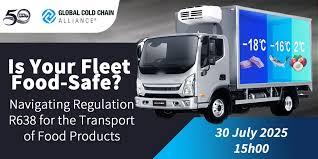 50
GLOBAL COLD CHAIN
ALLIANCE®
Is Your Fleet
Food-Safe?
Navigating Regulation
R638 for the Transport
of Food Products
-18°C
-16°C
2°C
30 July 2025
15h00